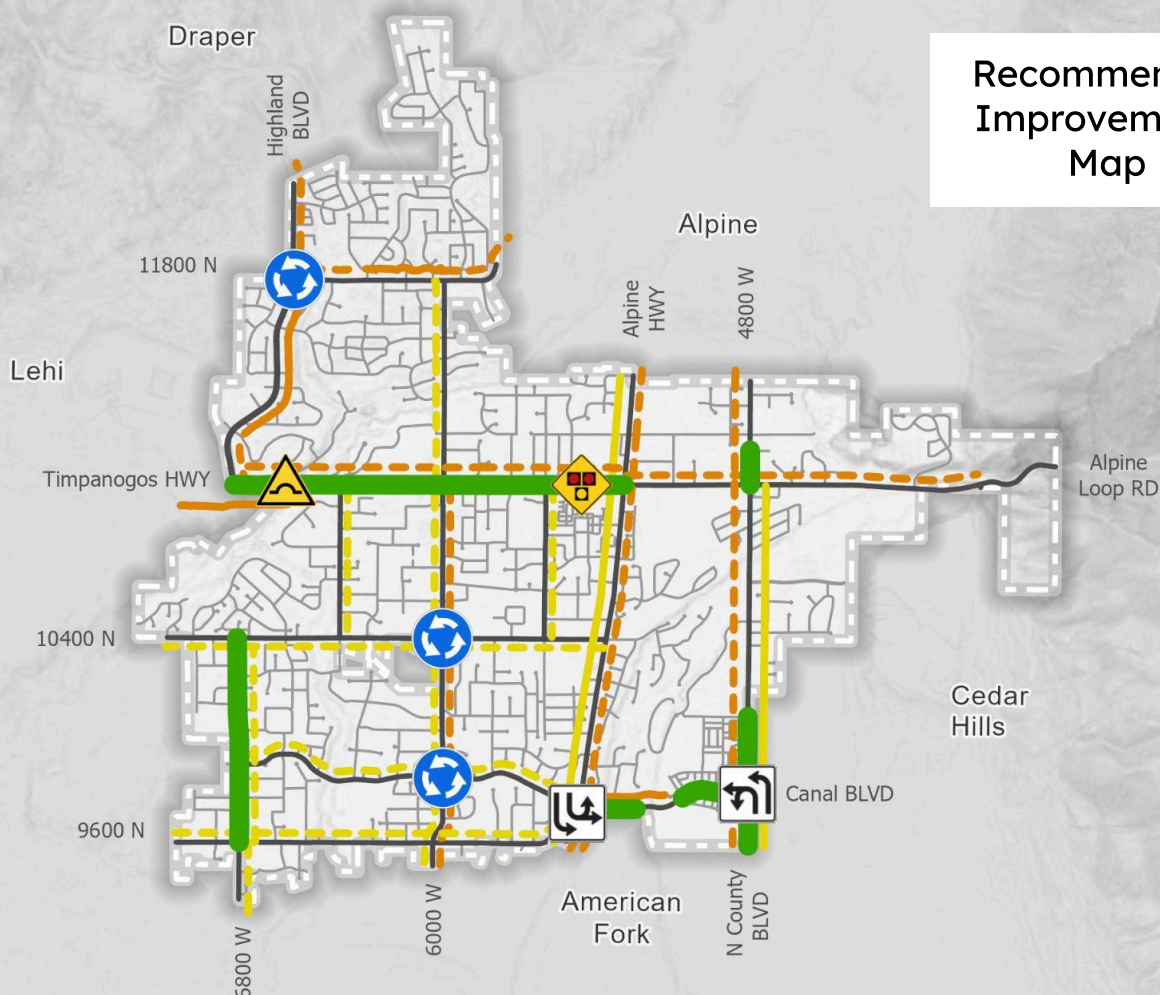 Draper
Recommen
Improvem
Map
Highland
BLVD
Alpine
11800 N
Alpine
HWY
4800 W
Lehi
Timpanogos HWY
Alpine
Loop RD
10400 N
Cedar
Hills
Canal BLVD
9600 N
American
Fork
6000 W
N County
BLVD
6800 W